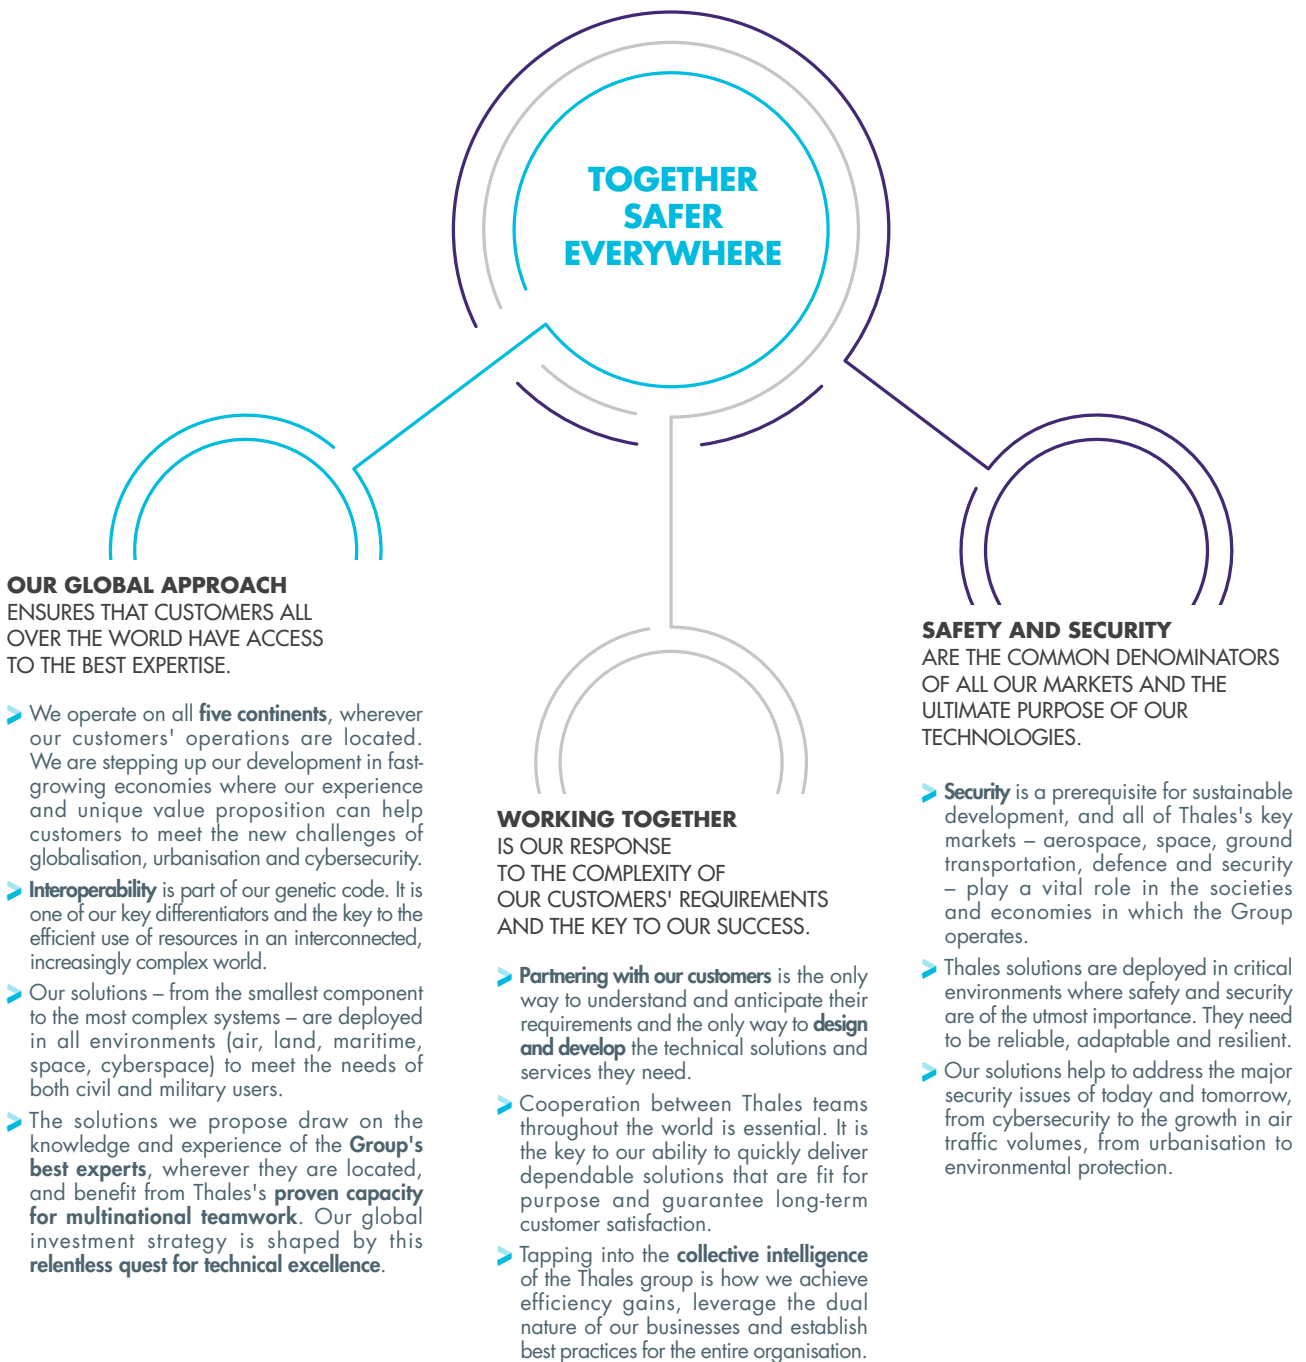 TOGETHER
SAFER
EVERYWHERE
OUR GLOBAL APPROACH
ENSURES THAT CUSTOMERS ALL
OVER THE WORLD HAVE ACCESS
TO THE BEST EXPERTISE.
We operate on all five continents, wherever
our customers' operations are located.
We are stepping up our development in fast-
growing economies where our experience
and unique value proposition can help
customers to meet the new challenges of
globalisation, urbanisation and cybersecurity.
Interoperability is part of our genetic code. It is
one of our key differentiators and the key to the
efficient use of resources in an interconnected,
increasingly complex world.
Our solutions – from the smallest component
to the most complex systems – are deployed
in all environments (air, land, maritime,
space, cyberspace) to meet the needs of
both civil and military users.
The solutions we propose draw on the
knowledge and experience of the Group's
best experts, wherever they are located,
and benefit from Thales's proven capacity
for multinational teamwork. Our global
investment strategy is shaped by this
relentless quest for technical excellence.
WORKING TOGETHER
IS OUR RESPONSE
TO THE COMPLEXITY OF
OUR CUSTOMERS' REQUIREMENTS
AND THE KEY TO OUR SUCCESS.
Partnering with our customers is the only
way to understand and anticipate their
requirements and the only way to design
and develop the technical solutions and
services they need.
Cooperation between Thales teams
throughout the world is essential. It is
the key to our ability to quickly deliver
dependable solutions that are fit for
purpose and guarantee long-term
customer satisfaction.
Tapping into the collective intelligence
of the Thales group is how we achieve
efficiency gains, leverage the dual
nature of our businesses and establish
best practices for the entire organisation.
SAFETY AND SECURITY
ARE THE COMMON DENOMINATORS
OF ALL OUR MARKETS AND THE
ULTIMATE PURPOSE OF OUR
TECHNOLOGIES.
Security is a prerequisite for sustainable
development, and all of Thales's key
markets – aerospace, space, ground
transportation, defence and security
– play a vital role in the societies
and economies in which the Group
operates.
Thales solutions are deployed in critical
environments where safety and security
are of the utmost importance. They need
to be reliable, adaptable and resilient.
Our solutions help to address the major
security issues of today and tomorrow,
from cybersecurity to the growth in air
traffic volumes, from urbanisation to
environmental protection.